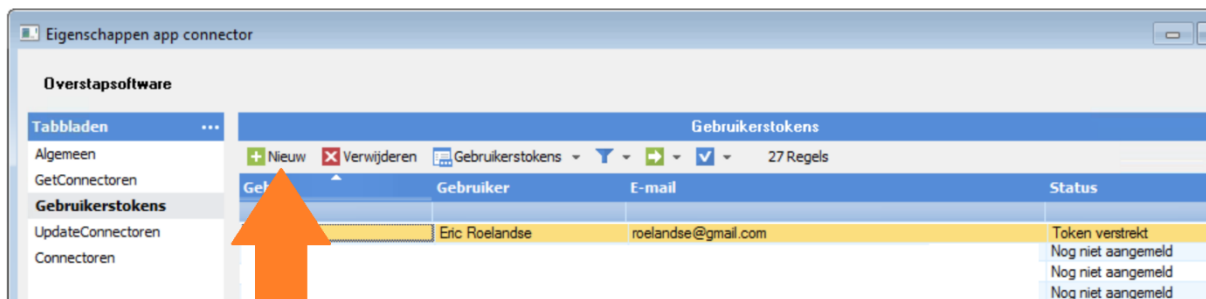 Eigenschappen app connector
Overstapsoftware
Tabbladen ...
Gebruikerstokens
Algemeen
Nieuw Verwijderen Gebruikerstokens 27 Regels
GetConnectoren
Gebruiker E-mail Status
Gebruikerstokens
UpdateConnectoren
Eric Roelandse roelandse@gmail.com Token verstrekt
Connectoren
Nog niet aangemeld
Nog niet aangemeld
Nog niet aangemeld